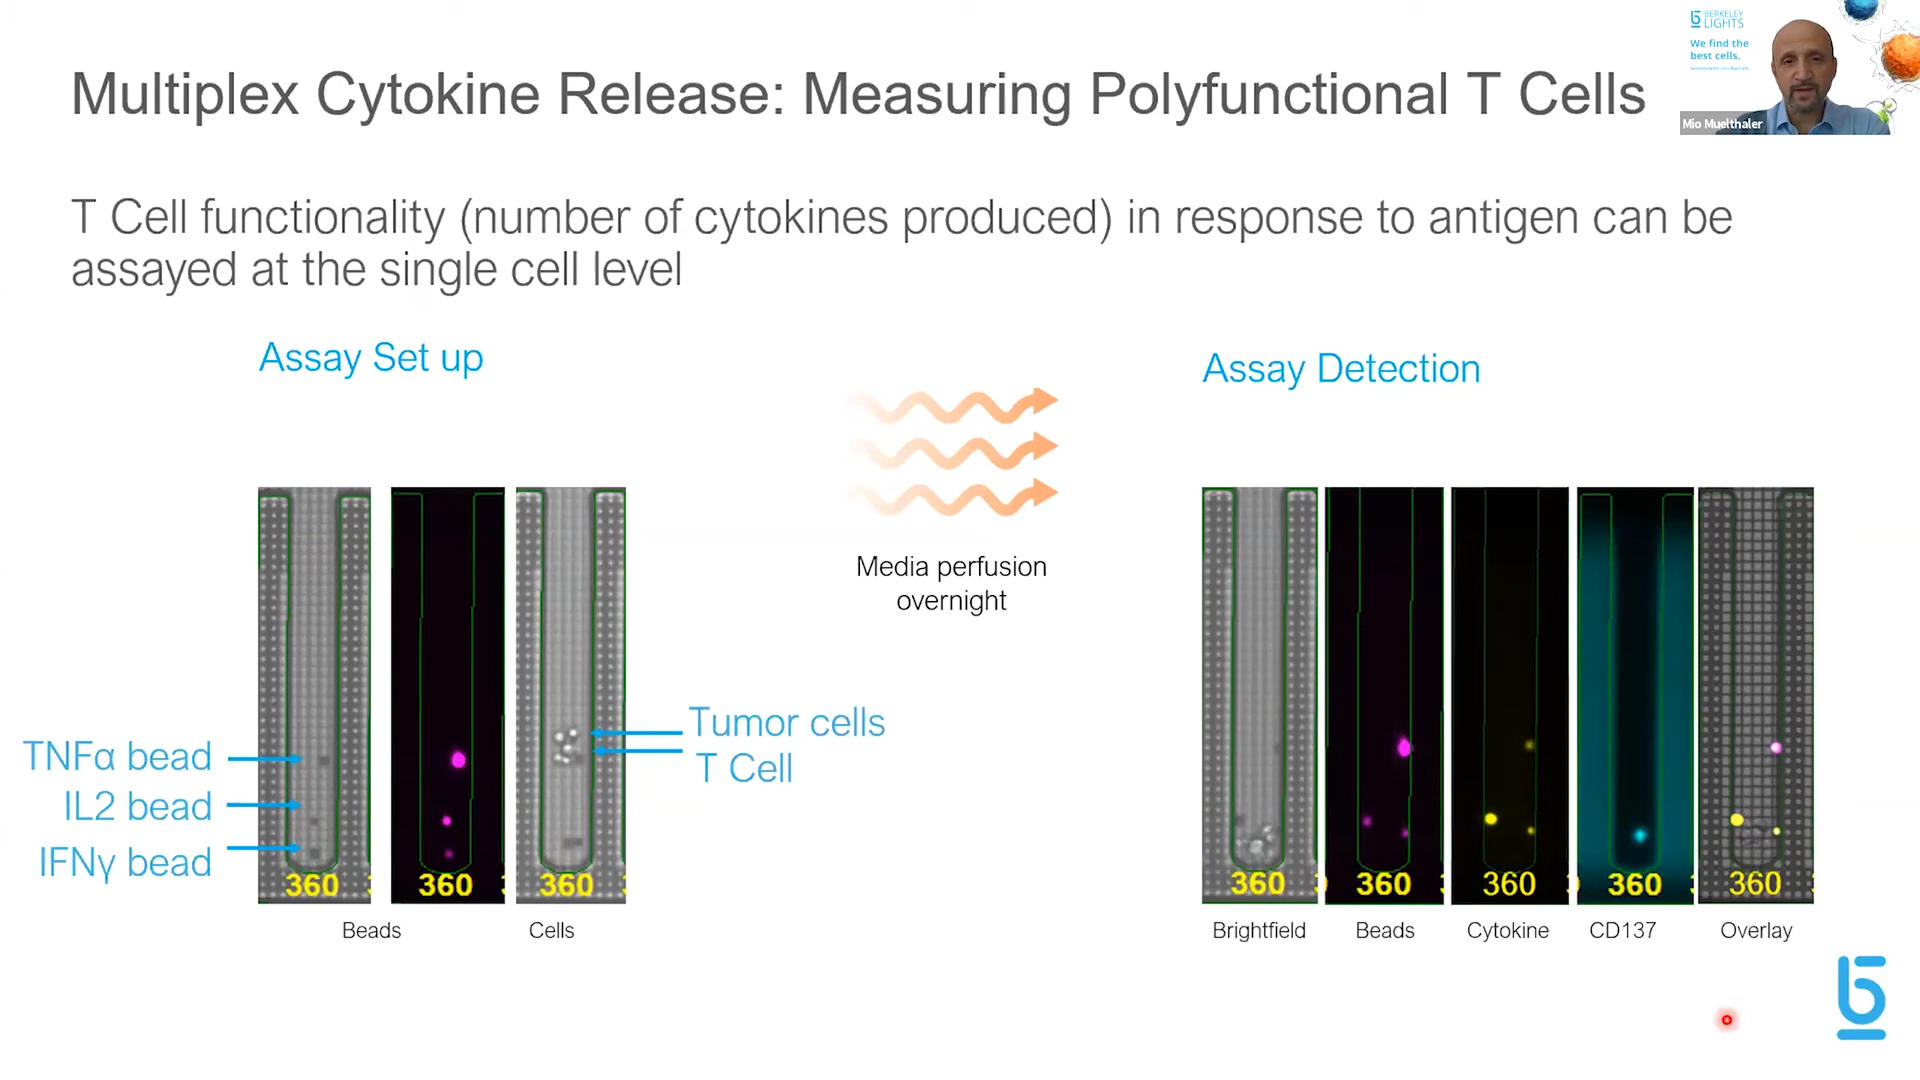 BERKELEY
LIGHTS
We find the
best cells.
Mio Muelthaler
Multiplex Cytokine Release: Measuring Polyfunctional T Cells
T Cell functionality (number of cytokines produced) in response to antigen can be
assayed at the single cell level
Assay Set up
Assay Detection
Media perfusion
overnight
TNFα bead
IL2 bead
IFNγ bead
Tumor cells
T Cell
360
360
360
360
360
360
360
360
Beads
Cells
Brightfield
Beads
Cytokine
CD137
Overlay